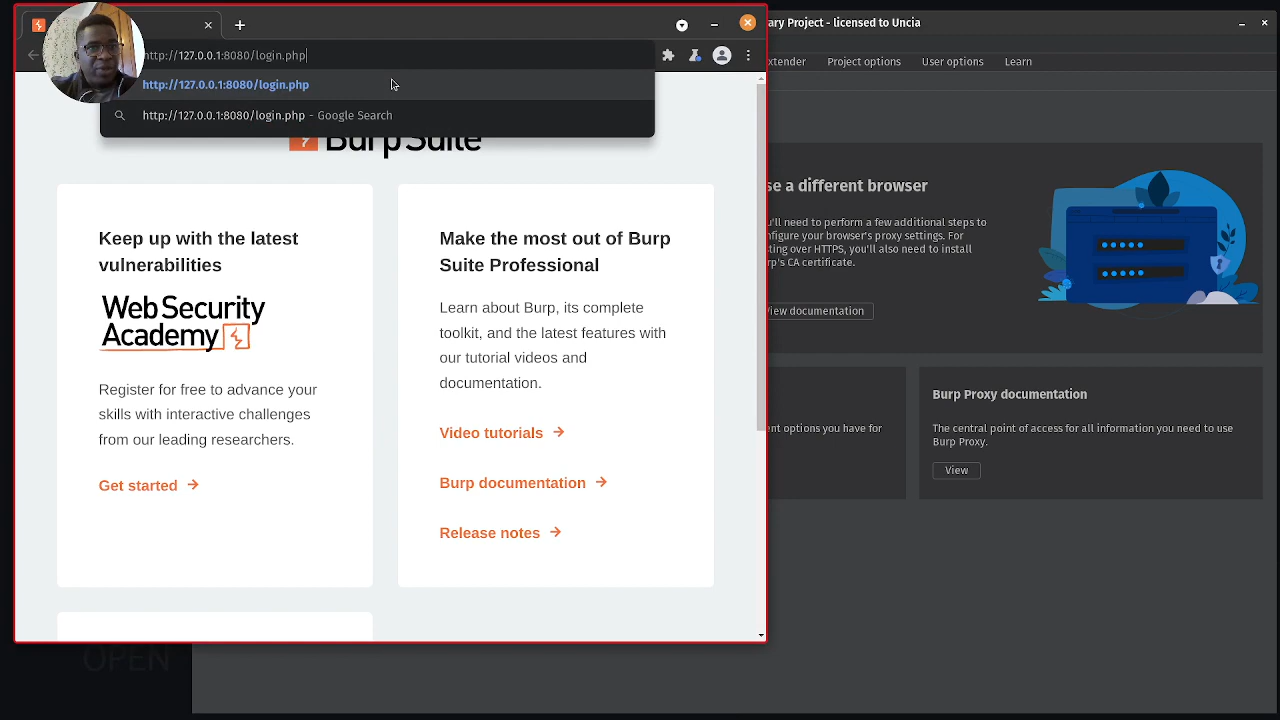 ary Project - licensed to Uncia
http://127.0.0.1:8080/login.php
http://127.0.0.1:8080/login.php
http://127.0.0.1:8080/login.php - Google Search
xtender
Project options
User options
Learn
Burp Suite
Keep up with the latest
vulnerabilities
Web Security
Academy
Register for free to advance your
skills with interactive challenges
from our leading researchers.
Get started →
Make the most out of Burp
Suite Professional
Learn about Burp, its complete
toolkit, and the latest features with
our tutorial videos and
documentation.
Video tutorials →
Burp documentation →
Release notes →
se a different browser
'll need to perform a few additional steps to
figure your browser's proxy settings. For
sting over HTTPS, you'll also need to install
rp's CA certificate.
View documentation
ent options you have for
Burp Proxy documentation
The central point of access for all information you need to use
Burp Proxy.
View
OPEN